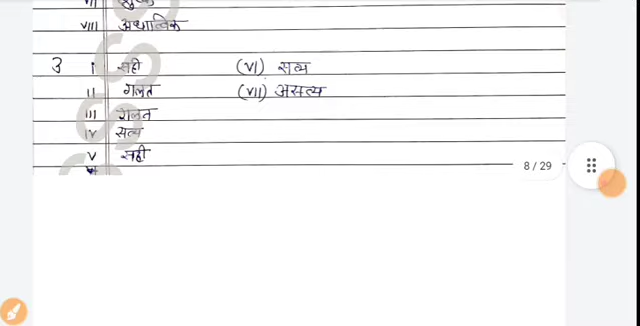 VIII अधात्विक
3 i सही (VI) सत्य
II गलत (VII) असत्य
III गलत
IV सत्य
V सही
8 / 29